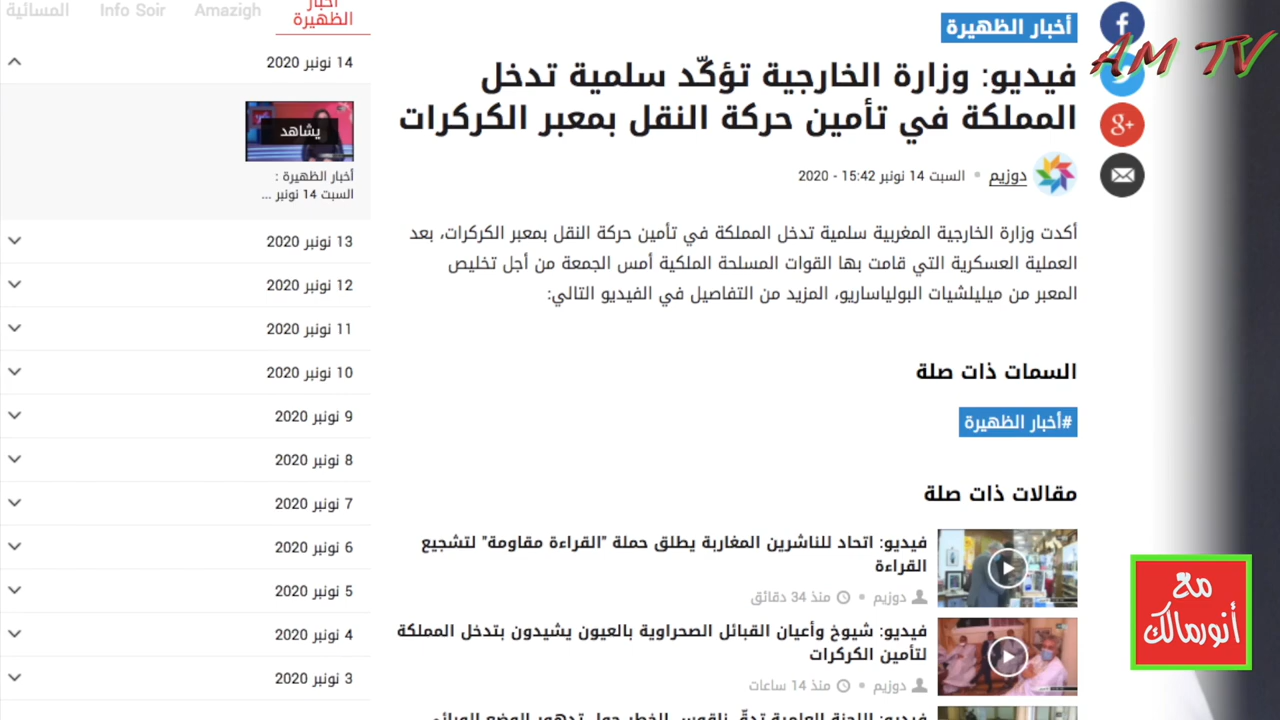 أخبار الظهيرة
فيديو: وزارة الخارجية تؤكّد سلمية تدخل
المملكة في تأمين حركة النقل بمعبر الكركرات
دوزيم • السبت 14 نونبر 2020 - 15:42
أكدت وزارة الخارجية المغربية سلمية تدخل المملكة في تأمين حركة النقل بمعبر الكركرات، بعد
العملية العسكرية التي قامت بها القوات المسلحة الملكية أمس الجمعة من أجل تخليص
المعبر من ميليلشيات البولياساريو، المزيد من التفاصيل في الفيديو التالي:
السمات ذات صلة
#أخبار الظهيرة
مقالات ذات صلة
فيديو: اتحاد للناشرين المغاربة يطلق حملة "القراءة مقاومة" لتشجيع
القراءة
دوزيم • منذ 34 دقائق
فيديو: شيوخ وأعيان القبائل الصحراوية بالعيون يشيدون بتدخل المملكة
لتأمين الكركرات
دوزيم • منذ 14 ساعات
f
g+
AM TV
مع
أنورمالك
أخبار
الظهيرة
Amazigh
Info Soir
المسائية
14 نونبر 2020
يشاهد
أخبار الظهيرة :
السبت 14 نونبر ...
13 نونبر 2020
12 نونبر 2020
11 نونبر 2020
10 نونبر 2020
9 نونبر 2020
8 نونبر 2020
7 نونبر 2020
6 نونبر 2020
5 نونبر 2020
4 نونبر 2020
3 نونبر 2020